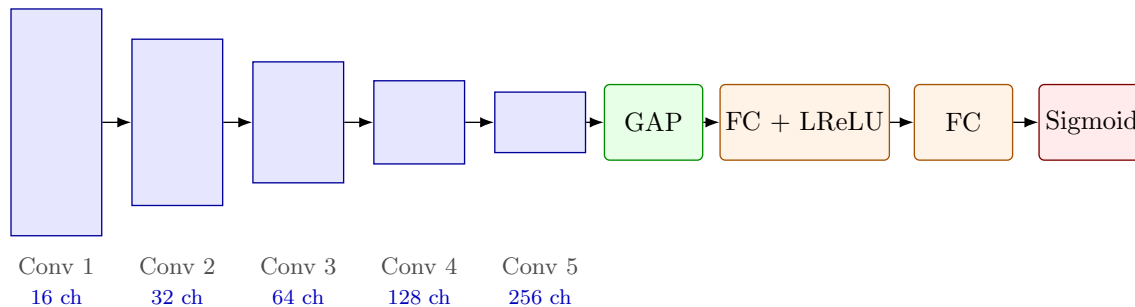 GAP
FC + LReLU
FC
Sigmoid
Conv 1
Conv 2
Conv 3
Conv 4
Conv 5
16 ch
32 ch
64 ch
128 ch
256 ch